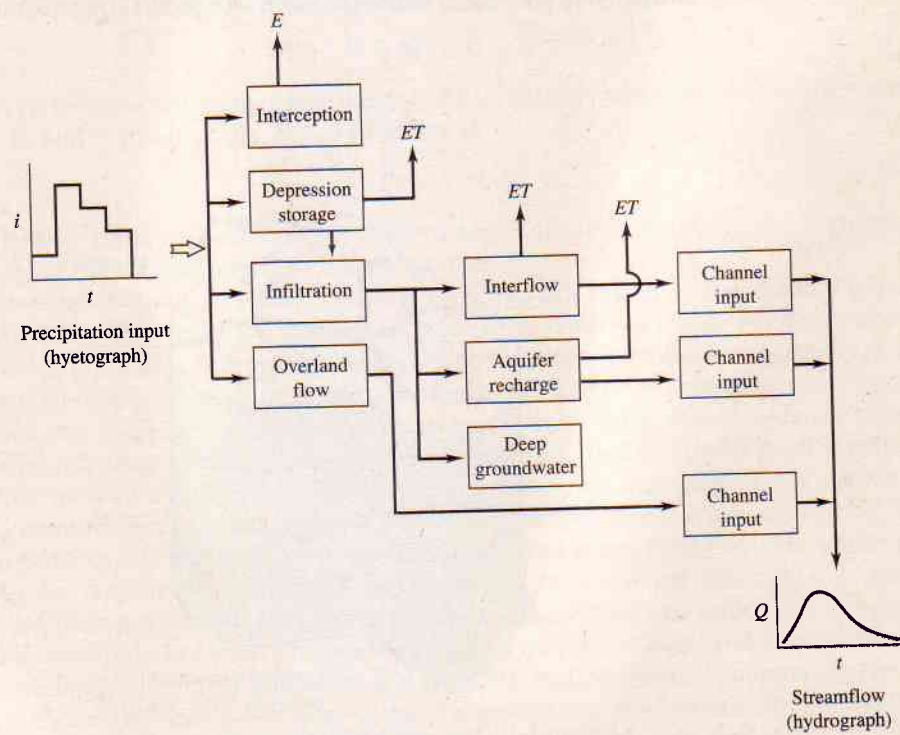 E
Interception
ET
Depression
storage
ET
ET
i
t
Precipitation input
(hyetograph)
Infiltration
Interflow
Channel
input
Overland
flow
Aquifer
recharge
Channel
input
Deep
groundwater
Channel
input
Q
t
Streamflow
(hydrograph)